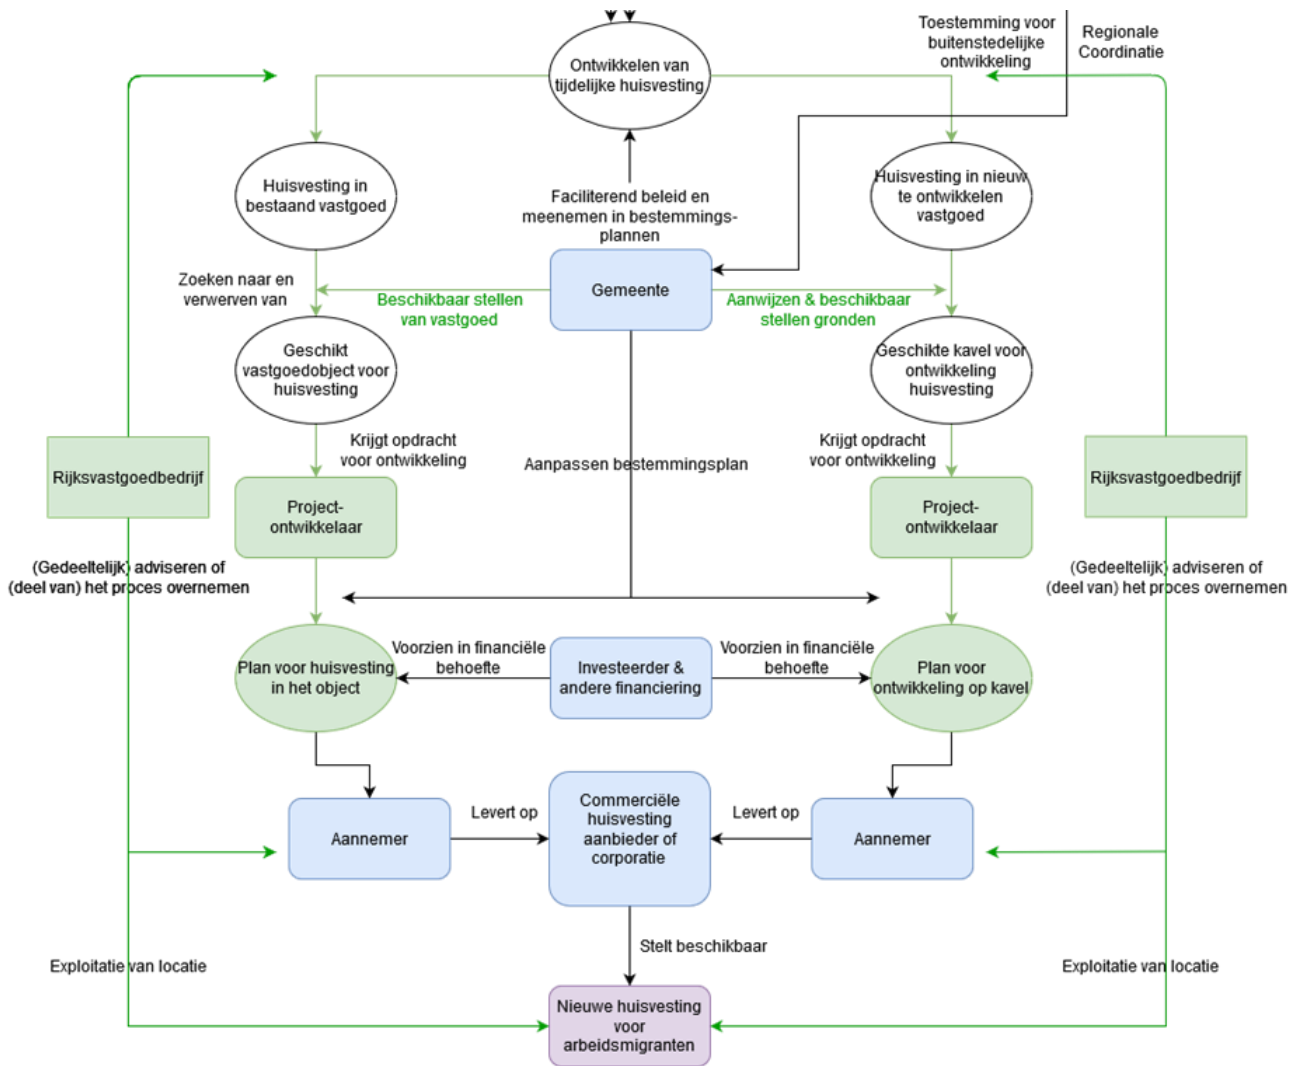 Toestemming voor
buitenstedelijke
ontwikkeling
Regionale
Coordinatie
Ontwikkelen van
tijdelijke huisvesting
Huisvesting in
bestaand vastgoed
Faciliterend beleid en
meenemen in bestemmings-
plannen
Huisvesting in nieuw
te ontwikkelen
vastgoed
Zoeken naar en
verwerven van
Beschikbaar stellen
van vastgoed
Gemeente
Aanwijzen & beschikbaar
stellen gronden
Geschikt
vastgoedobject voor
huisvesting
Geschikte kavel voor
ontwikkeling
huisvesting
Krijgt opdracht
voor ontwikkeling
Aanpassen bestemmingsplan
Krijgt opdracht
voor ontwikkeling
Rijksvastgoedbedrijf
Rijksvastgoedbedrijf
Project-
ontwikkelaar
Project-
ontwikkelaar
(Gedeeltelijk) adviseren of
(deel van) het proces overnemen
(Gedeeltelijk) adviseren of
(deel van) het proces overnemen
Plan voor huisvesting
in het object
Voorzien in financiële
behoefte
Investeerder &
andere financiering
Voorzien in financiële
behoefte
Plan voor
ontwikkeling op kavel
Aannemer
Levert op
Commerciële
huisvesting
aanbieder of
corporatie
Levert op
Aannemer
Stelt beschikbaar
Exploitatie van locatie
Exploitatie van locatie
Nieuwe huisvesting
voor
arbeidsmigranten